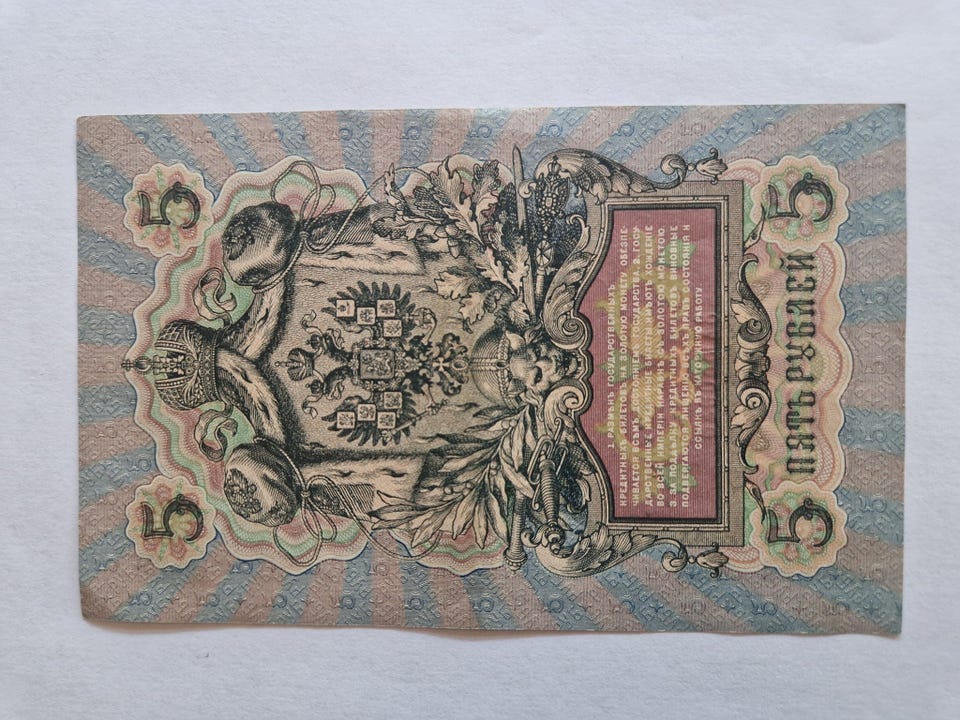 5 5
1. РАЗМѢНЪ ГОСУДАРСТВЕННЫХЪ
КРЕДИТНЫХЪ БИЛЕТОВЪ НА ЗОЛОТУЮ МОНЕТУ ОБЕЗПЕ-
ЧИВАЕТСЯ ВСѢМЪ ДОСТОЯНІЕМЪ ГОСУДАРСТВА. 2. ГОСУ
ДАРСТВЕННЫЕ КРЕДИТНЫЕ БИЛЕТЫ ИМѢЮТЪ ХОЖДЕНІЕ
ВО ВСЕЙ ИМПЕРІИ НАРАВНѢ СЪ ЗОЛОТОЮ МОНЕТОЮ.
3. ЗА ПОДДѢЛКУ КРЕДИТНЫХЪ БИЛЕТОВЪ ВИНОВНЫЕ
ПОДВЕРГАЮТСЯ ЛИШЕНІЮ ВСѢХЪ ПРАВЪ СОСТОЯНІЯ И
ССЫЛКѢ ВЪ КАТОРЖНУЮ РАБОТУ
5 ПЯТЬ РУБЛЕЙ 5